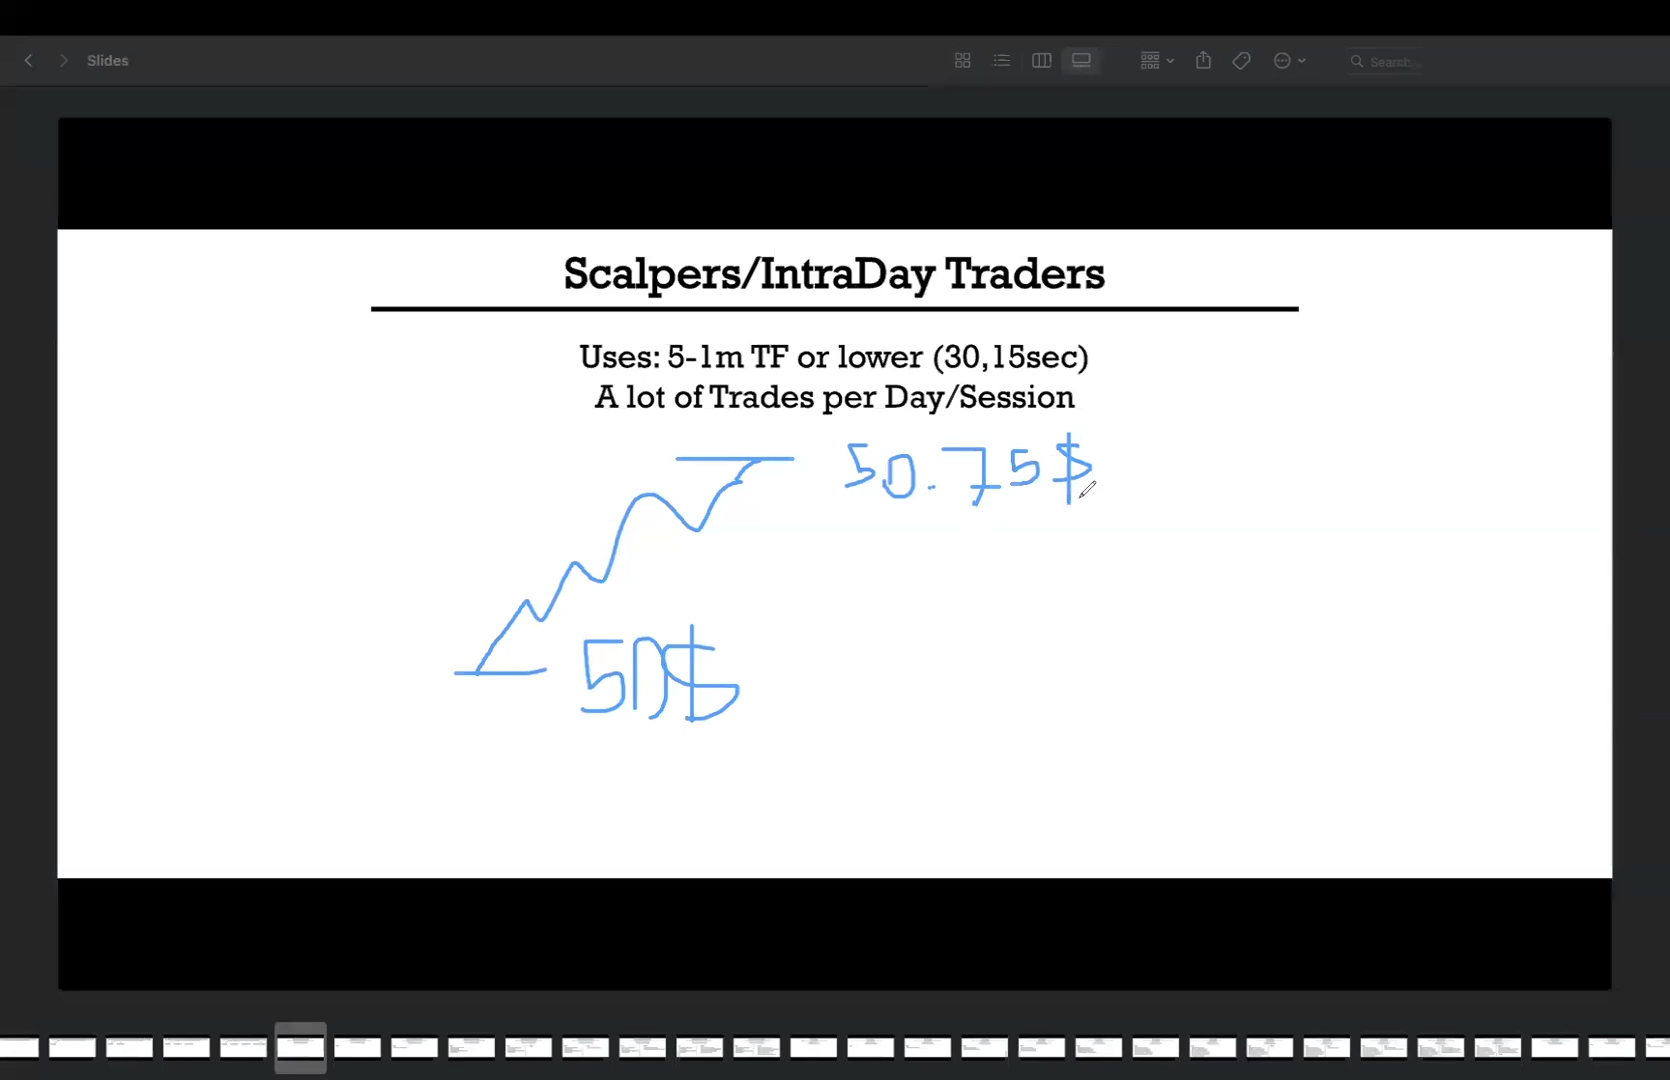 Slides
Search
Scalpers/IntraDay Traders
Uses: 5-1m TF or lower (30,15sec)
A lot of Trades per Day/Session
50.75$
50$